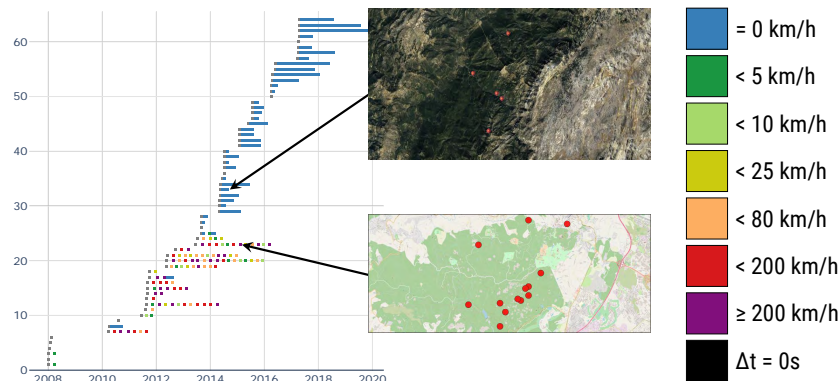 60
50
40
30
20
10
0
2008 2010 2012 2014 2016 2018 2020
= 0 km/h
< 5 km/h
< 10 km/h
< 25 km/h
< 80 km/h
< 200 km/h
≥ 200 km/h
Δt = 0s